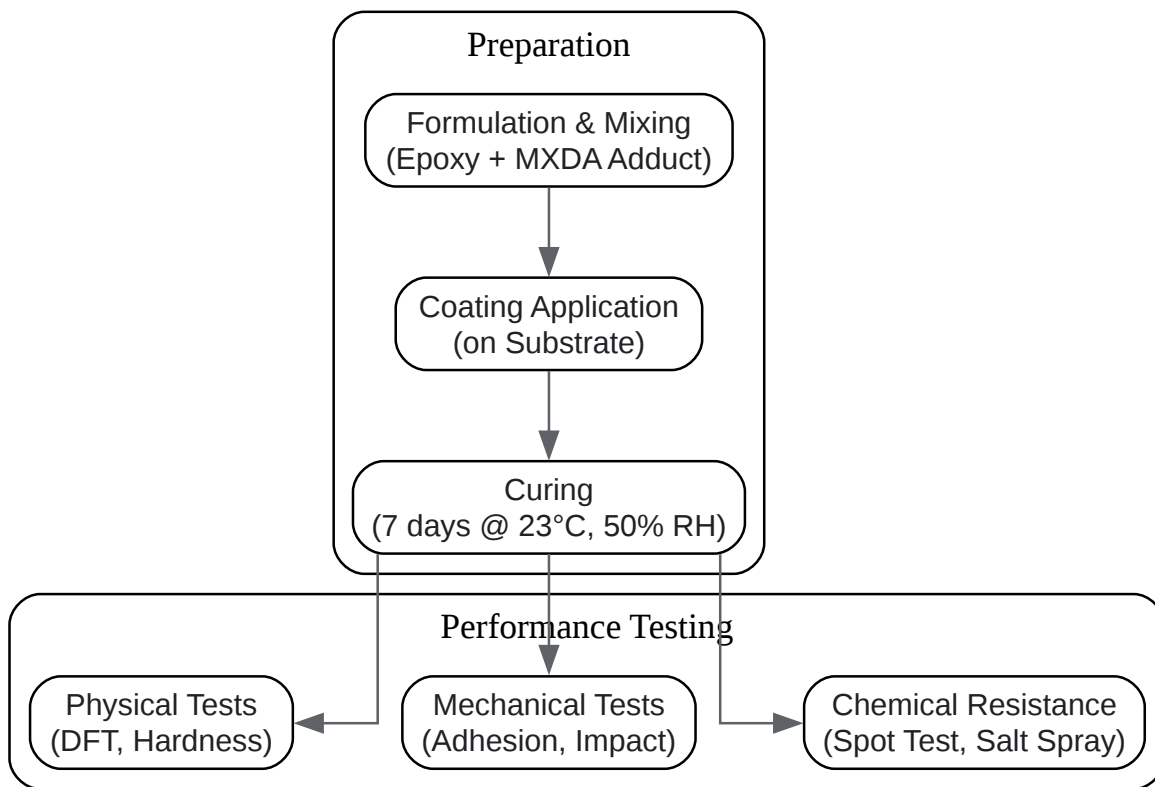 Preparation
Formulation & Mixing
(Epoxy + MXDA Adduct)
Coating Application
(on Substrate)
Curing
(7 days @ 23°C, 50% RH)
Performance Testing
Physical Tests
(DFT, Hardness)
Mechanical Tests
(Adhesion, Impact)
Chemical Resistance
(Spot Test, Salt Spray)